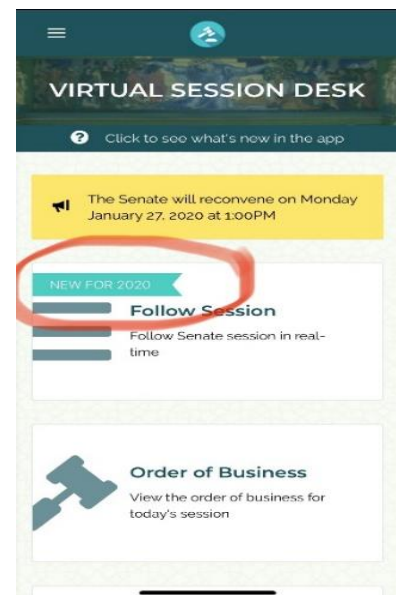 VIRTUAL SESSION DESK
? Click to see what's new in the app
The Senate will reconvene on Monday
January 27, 2020 at 1:00PM
NEW FOR 2020
Follow Session
Follow Senate session in real-
time
Order of Business
View the order of business for
today's session